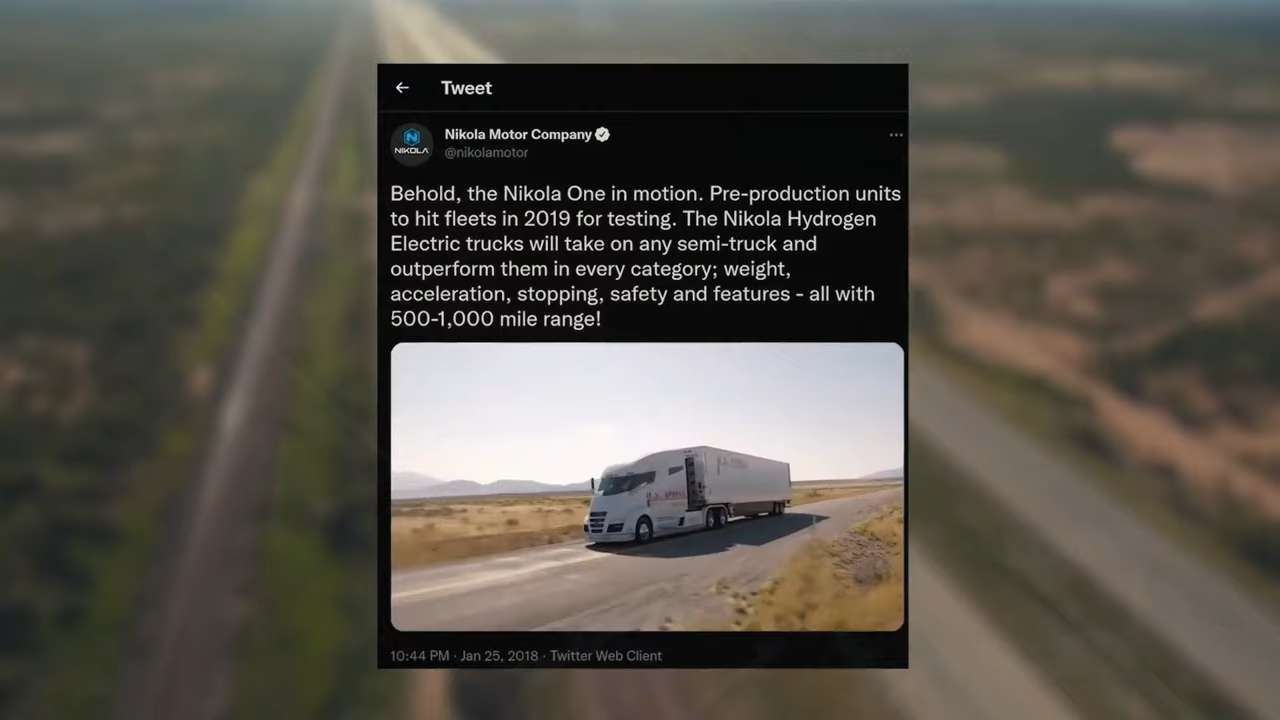 Tweet
NIKOLA
Nikola Motor Company
@nikolamotor
Behold, the Nikola One in motion. Pre-production units
to hit fleets in 2019 for testing. The Nikola Hydrogen
Electric trucks will take on any semi-truck and
outperform them in every category; weight,
acceleration, stopping, safety and features - all with
500-1,000 mile range!
10:44 PM · Jan 25, 2018 · Twitter Web Client